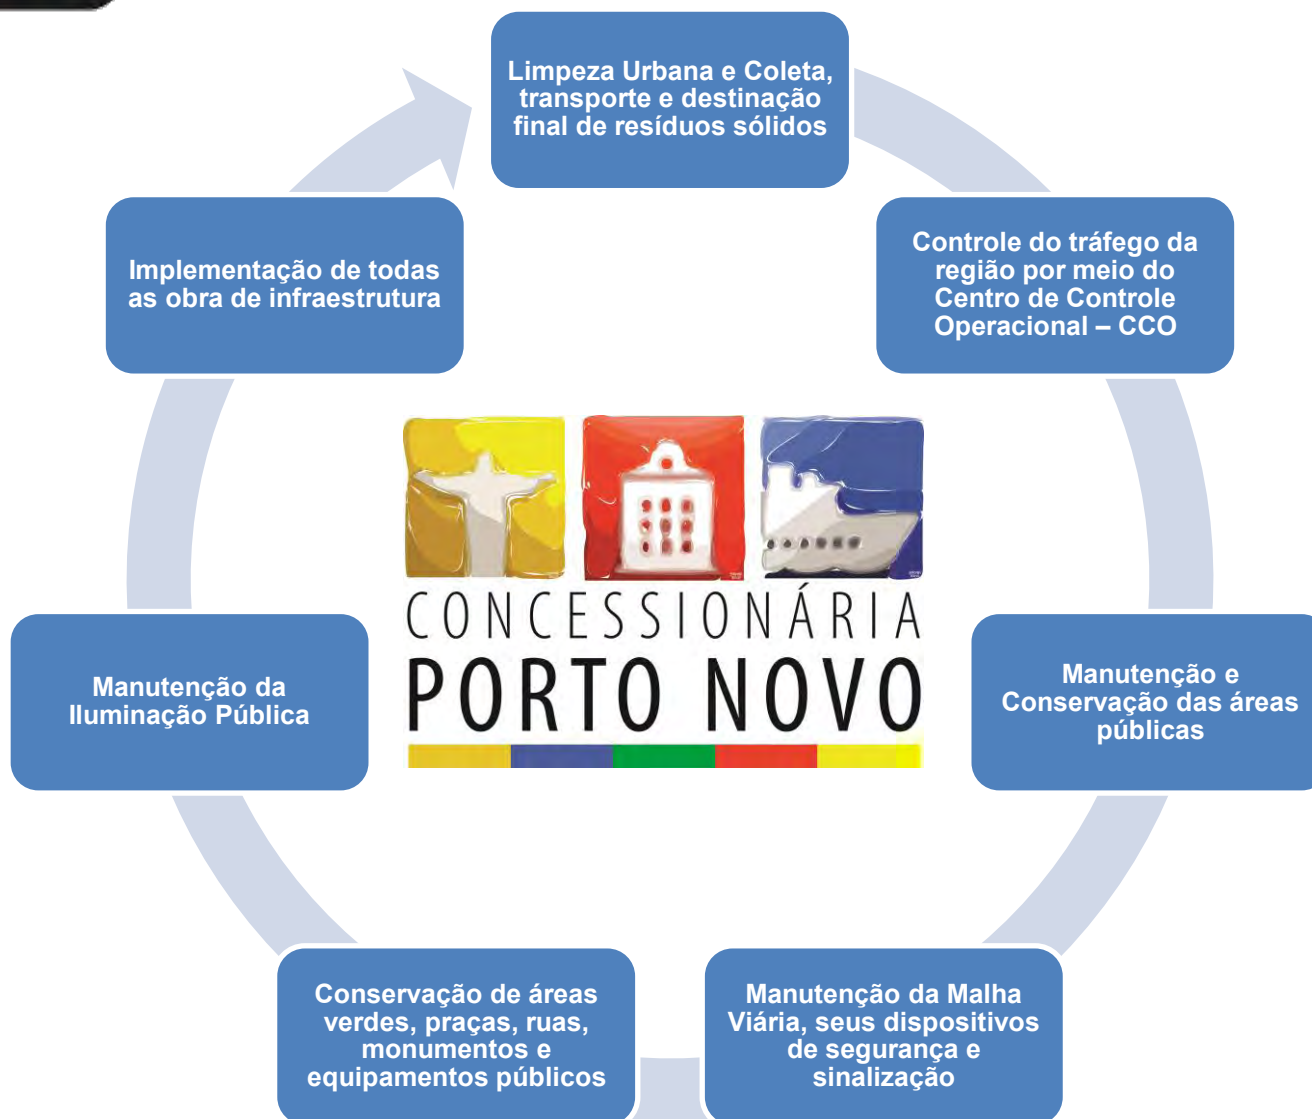 Limpeza Urbana e Coleta,
transporte e destinação
final de resíduos sólidos
Controle do tráfego da
região por meio do
Centro de Controle
Operacional – CCO
Manutenção e
Conservação das áreas
públicas
Manutenção da Malha
Viária, seus dispositivos
de segurança e
sinalização
Conservação de áreas
verdes, praças, ruas,
monumentos e
equipamentos públicos
Manutenção da
Iluminação Pública
Implementação de todas
as obra de infraestrutura
CONCESSIONÁRIA
PORTO NOVO